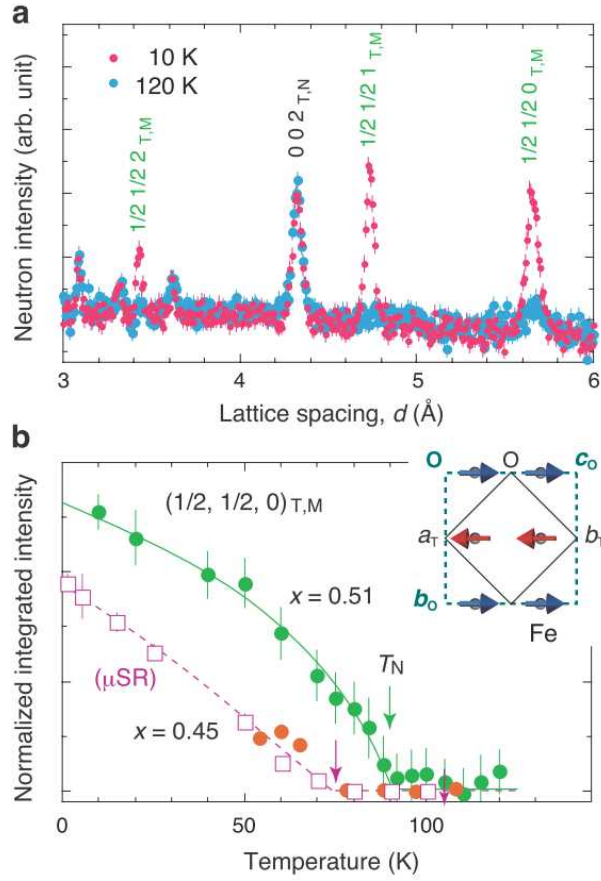 a
10 K
120 K
1/2 1/2 2 T,M
0 0 2 T,N
1/2 1/2 1 T,M
1/2 1/2 0 T,M
Neutron intensity (arb. unit)
3 4 5 6
Lattice spacing, d (Å)
b
(1/2, 1/2, 0)T,M
x = 0.51
TN
(μSR)
x = 0.45
O O cO
aT bT
bO
Fe
Normalized integrated intensity
0 50 100
Temperature (K)